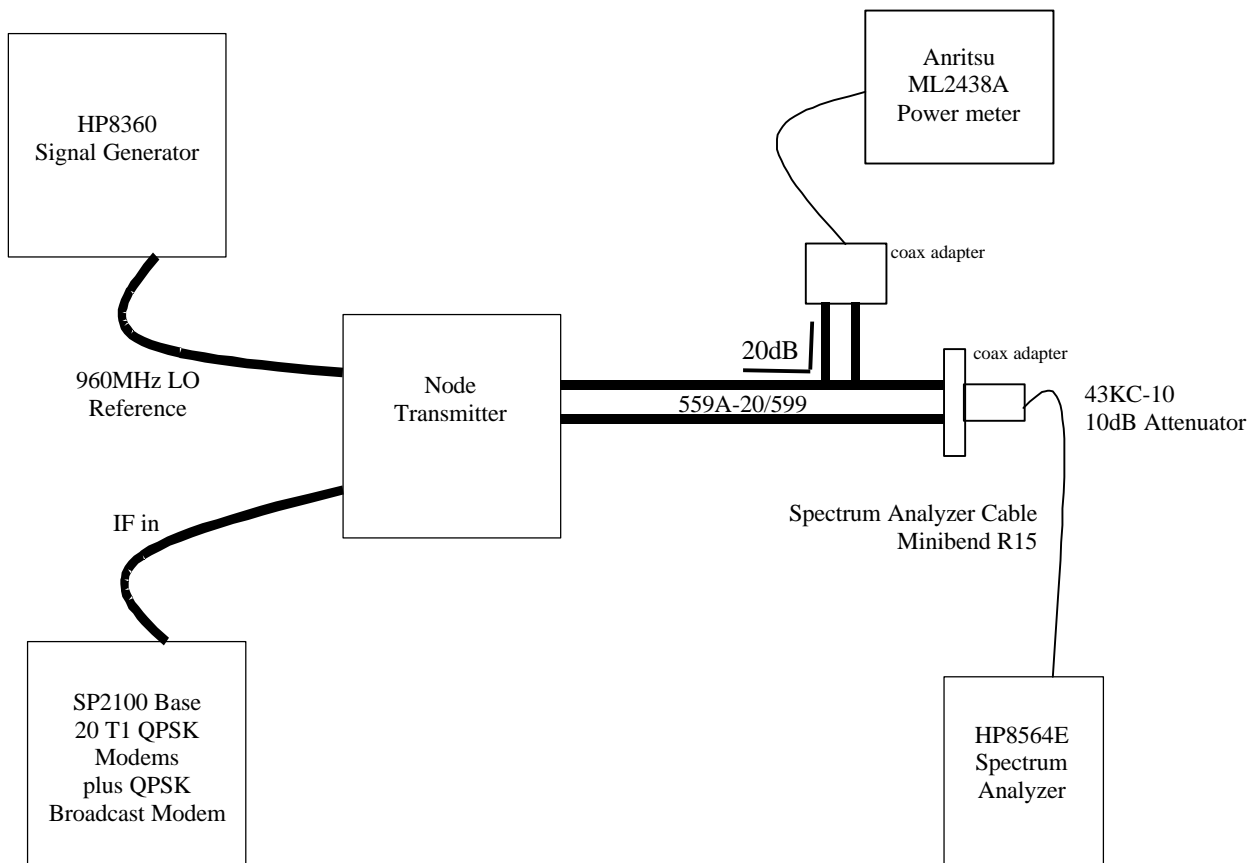 HP8360
Signal Generator
Anritsu
ML2438A
Power meter
coax adapter
960MHz LO
Reference
Node
Transmitter
20dB
559A-20/599
coax adapter
43KC-10
10dB Attenuator
IF in
Spectrum Analyzer Cable
Minibend R15
SP2100 Base
20 T1 QPSK
Modems
plus QPSK
Broadcast Modem
HP8564E
Spectrum
Analyzer